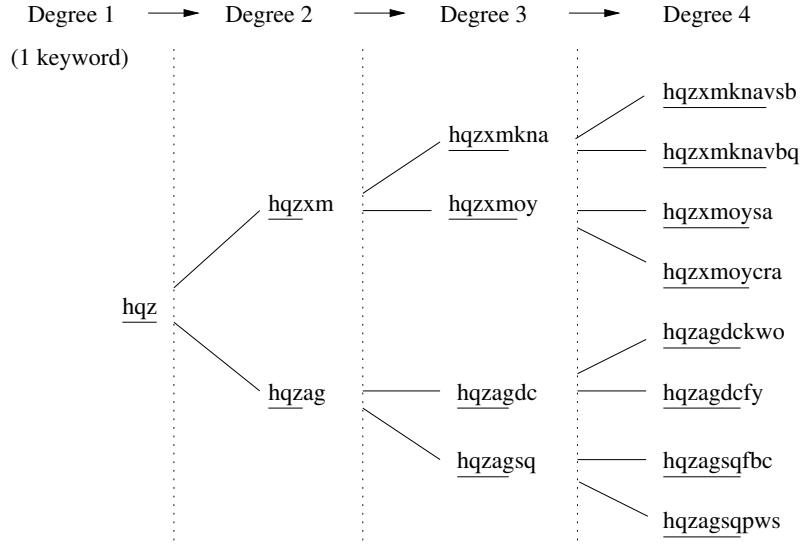 Degree 1 Degree 2 Degree 3 Degree 4
(1 keyword)
hqzxmknavsb
hqzxmkna
hqzxmknavbq
hqzxm
hqzxmoy
hqzxmoysa
hqzxmoycra
hqz
hqzagdckwo
hqzag
hqzagdc
hqzagdcfy
hqzagsq
hqzagsqfbc
hqzagsqpws